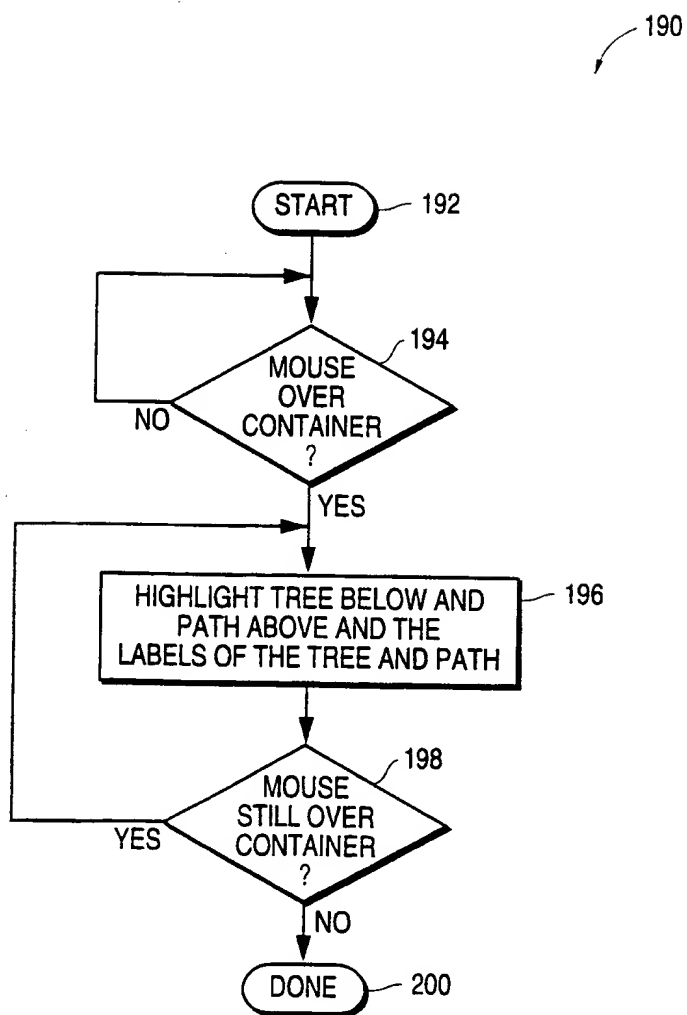 190
START
192
194
MOUSE
OVER
CONTAINER
?
NO
YES
HIGHLIGHT TREE BELOW AND
PATH ABOVE AND THE
LABELS OF THE TREE AND PATH
196
198
MOUSE
STILL OVER
CONTAINER
?
YES
NO
DONE
200